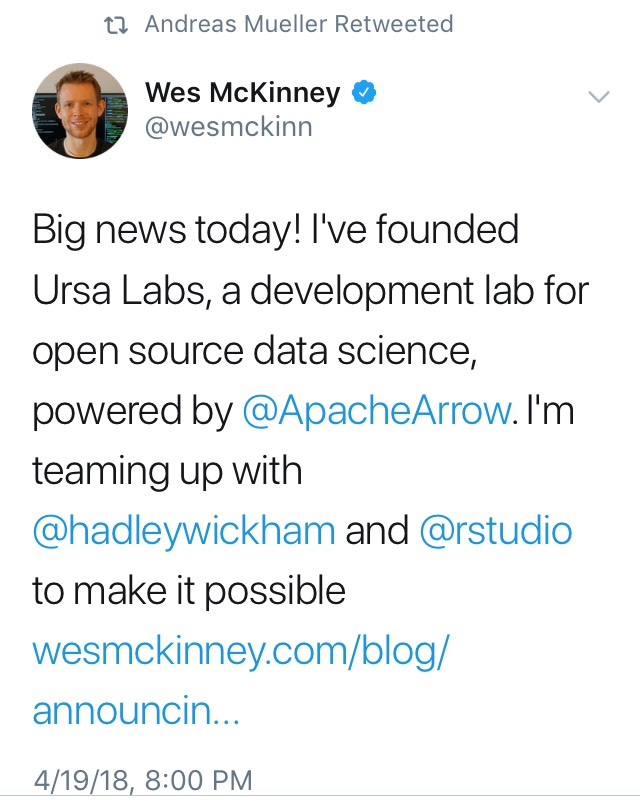 Andreas Mueller Retweeted
Wes McKinney
@wesmckinn
Big news today! I've founded
Ursa Labs, a development lab for
open source data science,
powered by @ApacheArrow. I'm
teaming up with
@hadleywickham and @rstudio
to make it possible
wesmckinney.com/blog/
announcin...
4/19/18, 8:00 PM